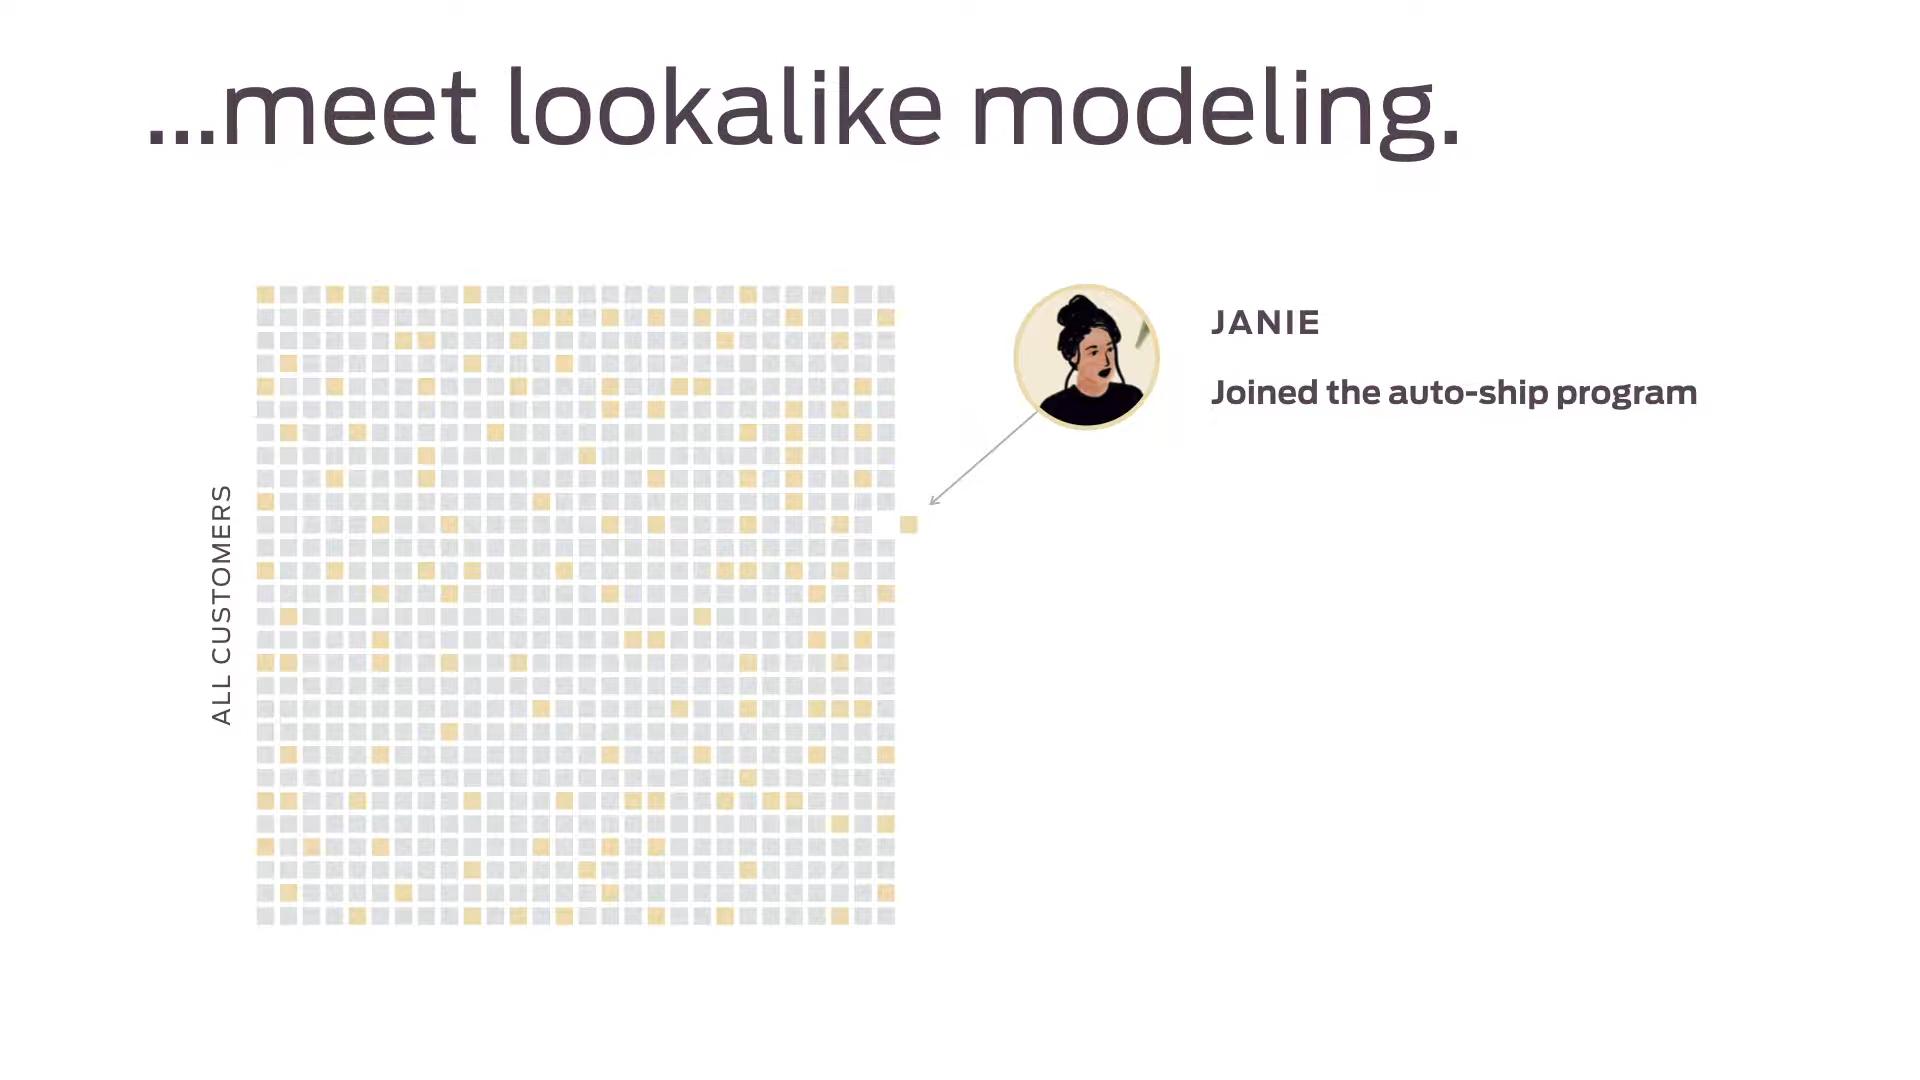 ...meet lookalike modeling.
JANIE
Joined the auto-ship program
ALL CUSTOMERS